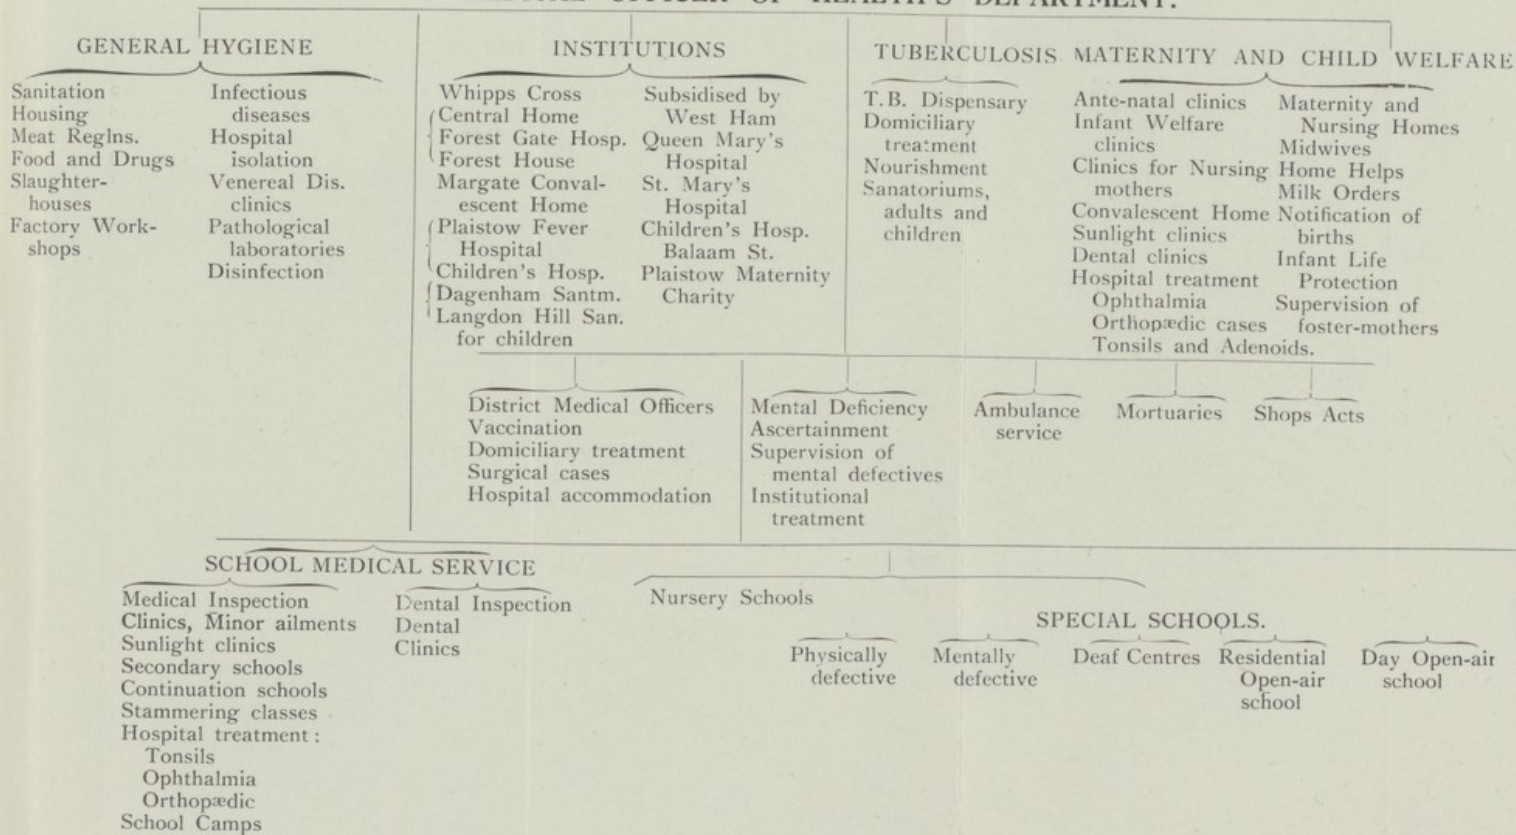 MEDICAL OFFICER OF HEALTH'S DEPARTMENT.
GENERAL HYGIENE
Sanitation
Housing
Meat Reglns.
Food and Drugs
Slaughter-
houses
Factory Work-
shops
Infectious
diseases
Hospital
isolation
Venereal Dis.
clinics
Pathological
laboratories
Disinfection
INSTITUTIONS
Whipps Cross
Central Home
Forest Gate Hosp.
Forest House
Margate Conval-
escent Home
Plaistow Fever
Hospital
Children's Hosp.
Dagenham Santm.
Langdon Hill San.
for children
Subsidised by
West Ham
Queen Mary's
Hospital
St. Mary's
Hospital
Children's Hosp.
Balaam St.
Plaistow Maternity
Charity
TUBERCULOSIS
T.B. Dispensary
Domiciliary
treatment
Nourishment
Sanatoriums,
adults and
children
MATERNITY AND CHILD WELFARE
Ante-natal clinics
Infant Welfare
clinics
Clinics for Nursing
mothers
Convalescent Home
Sunlight clinics
Dental clinics
Hospital treatment
Ophthalmia
Orthopædic cases
Tonsils and Adenoids.
Maternity and
Nursing Homes
Midwives
Home Helps
Milk Orders
Notification of
births
Infant Life
Protection
Supervision of
foster-mothers
District Medical Officers
Vaccination
Domiciliary treatment
Surgical cases
Hospital accommodation
Mental Deficiency
Ascertainment
Supervision of
mental defectives
Institutional
treatment
Ambulance
service
Mortuaries
Shops Acts
SCHOOL MEDICAL SERVICE
Medical Inspection
Clinics, Minor ailments
Sunlight clinics
Secondary schools
Continuation schools
Stammering classes
Hospital treatment :
Tonsils
Ophthalmia
Orthopædic
School Camps
Dental Inspection
Dental
Clinics
Nursery Schools
SPECIAL SCHOOLS.
Physically
defective
Mentally
defective
Deaf Centres
Residential
Open-air
school
Day Open-air
school